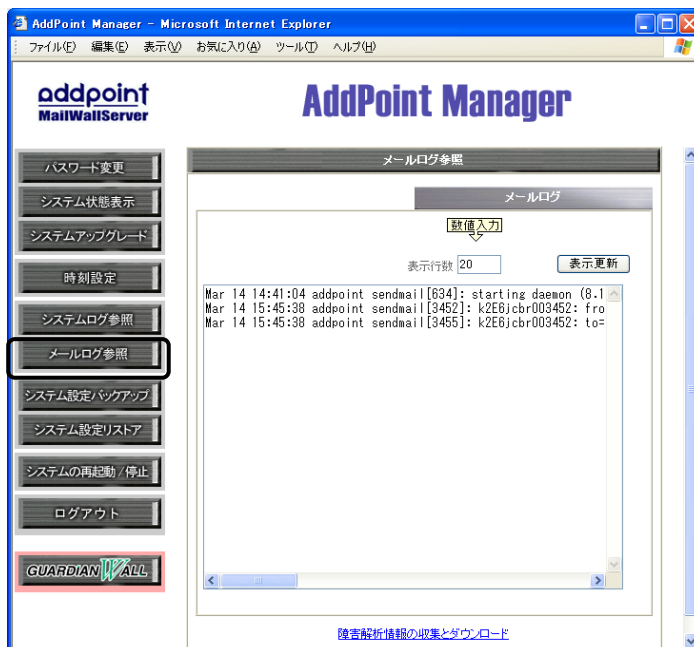 AddPoint Manager - Microsoft Internet Explorer
ファイル(F) 編集(E) 表示(V) お気に入り(A) ツール(T) ヘルプ(H)
addpoint
MailWallServer
AddPoint Manager
パスワード変更
システム状態表示
システムアップグレード
時刻設定
システムログ参照
メールログ参照
システム設定バックアップ
システム設定リストア
システムの再起動/停止
ログアウト
GUARDIAN WALL
メールログ参照
メールログ
数値入力
表示行数 20 表示更新
Mar 14 14:41:04 addpoint sendmail[634]: starting daemon (8.1
Mar 14 15:45:38 addpoint sendmail[3452]: k2E6jcbr003452: fro
Mar 14 15:45:38 addpoint sendmail[3455]: k2E6jcbr003452: to=
障害解析情報の収集とダウンロード